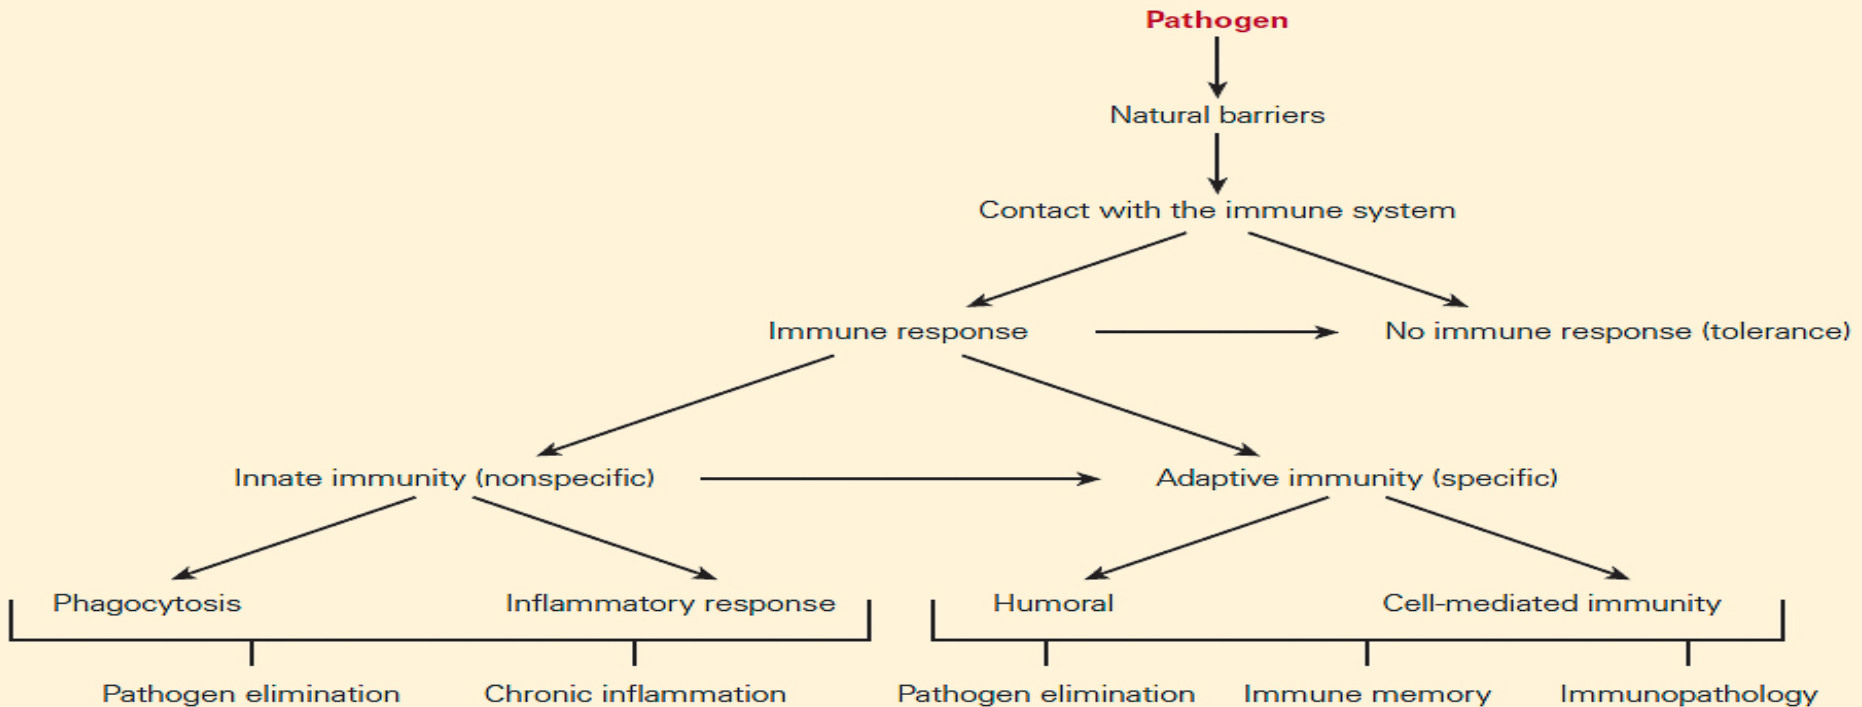 Pathogen
Natural barriers
Contact with the immune system
Immune response
No immune response (tolerance)
Innate immunity (nonspecific)
Adaptive immunity (specific)
Phagocytosis
Inflammatory response
Humoral
Cell-mediated immunity
Pathogen elimination
Chronic inflammation
Pathogen elimination
Immune memory
Immunopathology